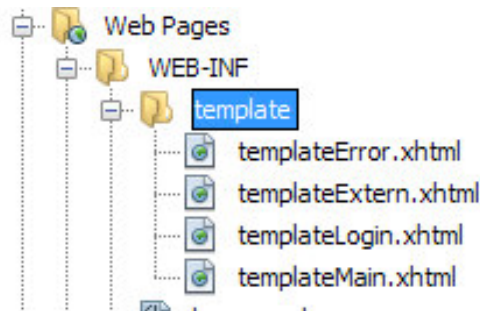 Web Pages
WEB-INF
template
templateError.xhtml
templateExtern.xhtml
templateLogin.xhtml
templateMain.xhtml